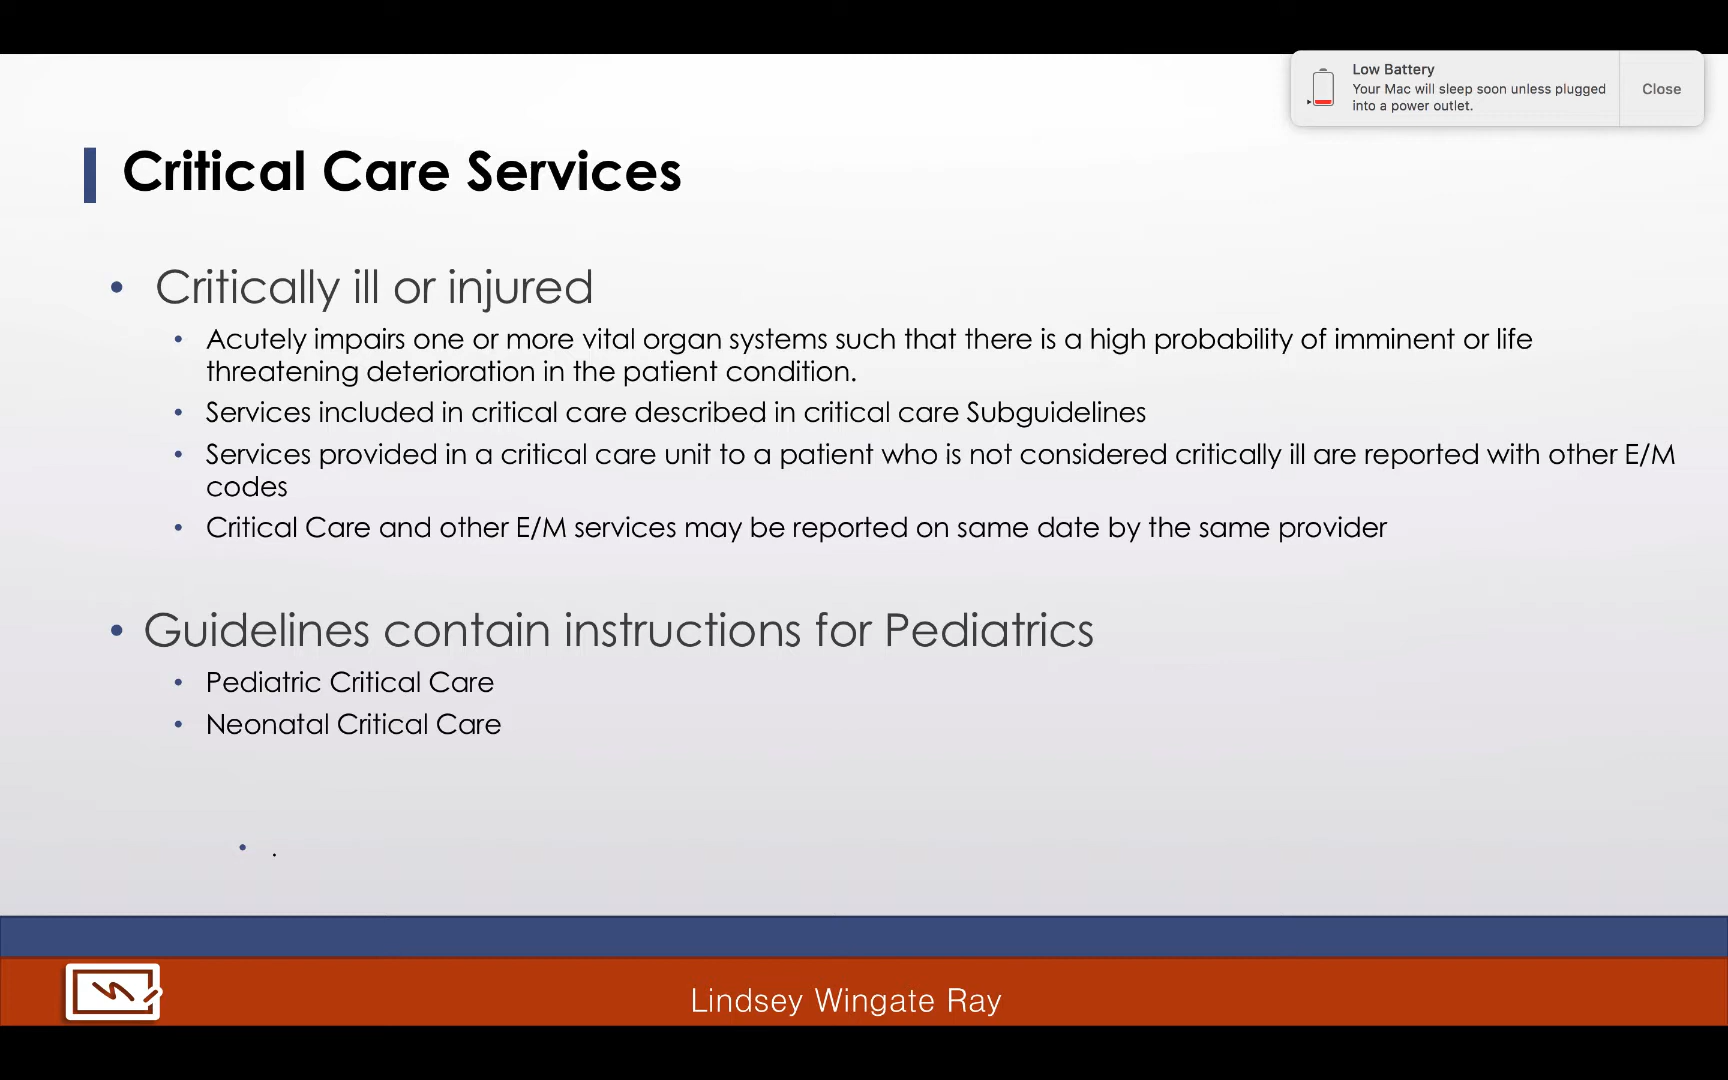 Low Battery
Your Mac will sleep soon unless plugged
into a power outlet.
Close
Critical Care Services
• Critically ill or injured
• Acutely impairs one or more vital organ systems such that there is a high probability of imminent or life
threatening deterioration in the patient condition.
• Services included in critical care described in critical care Subguidelines
• Services provided in a critical care unit to a patient who is not considered critically ill are reported with other E/M
codes
• Critical Care and other E/M services may be reported on same date by the same provider
• Guidelines contain instructions for Pediatrics
• Pediatric Critical Care
• Neonatal Critical Care
• .
Lindsey Wingate Ray